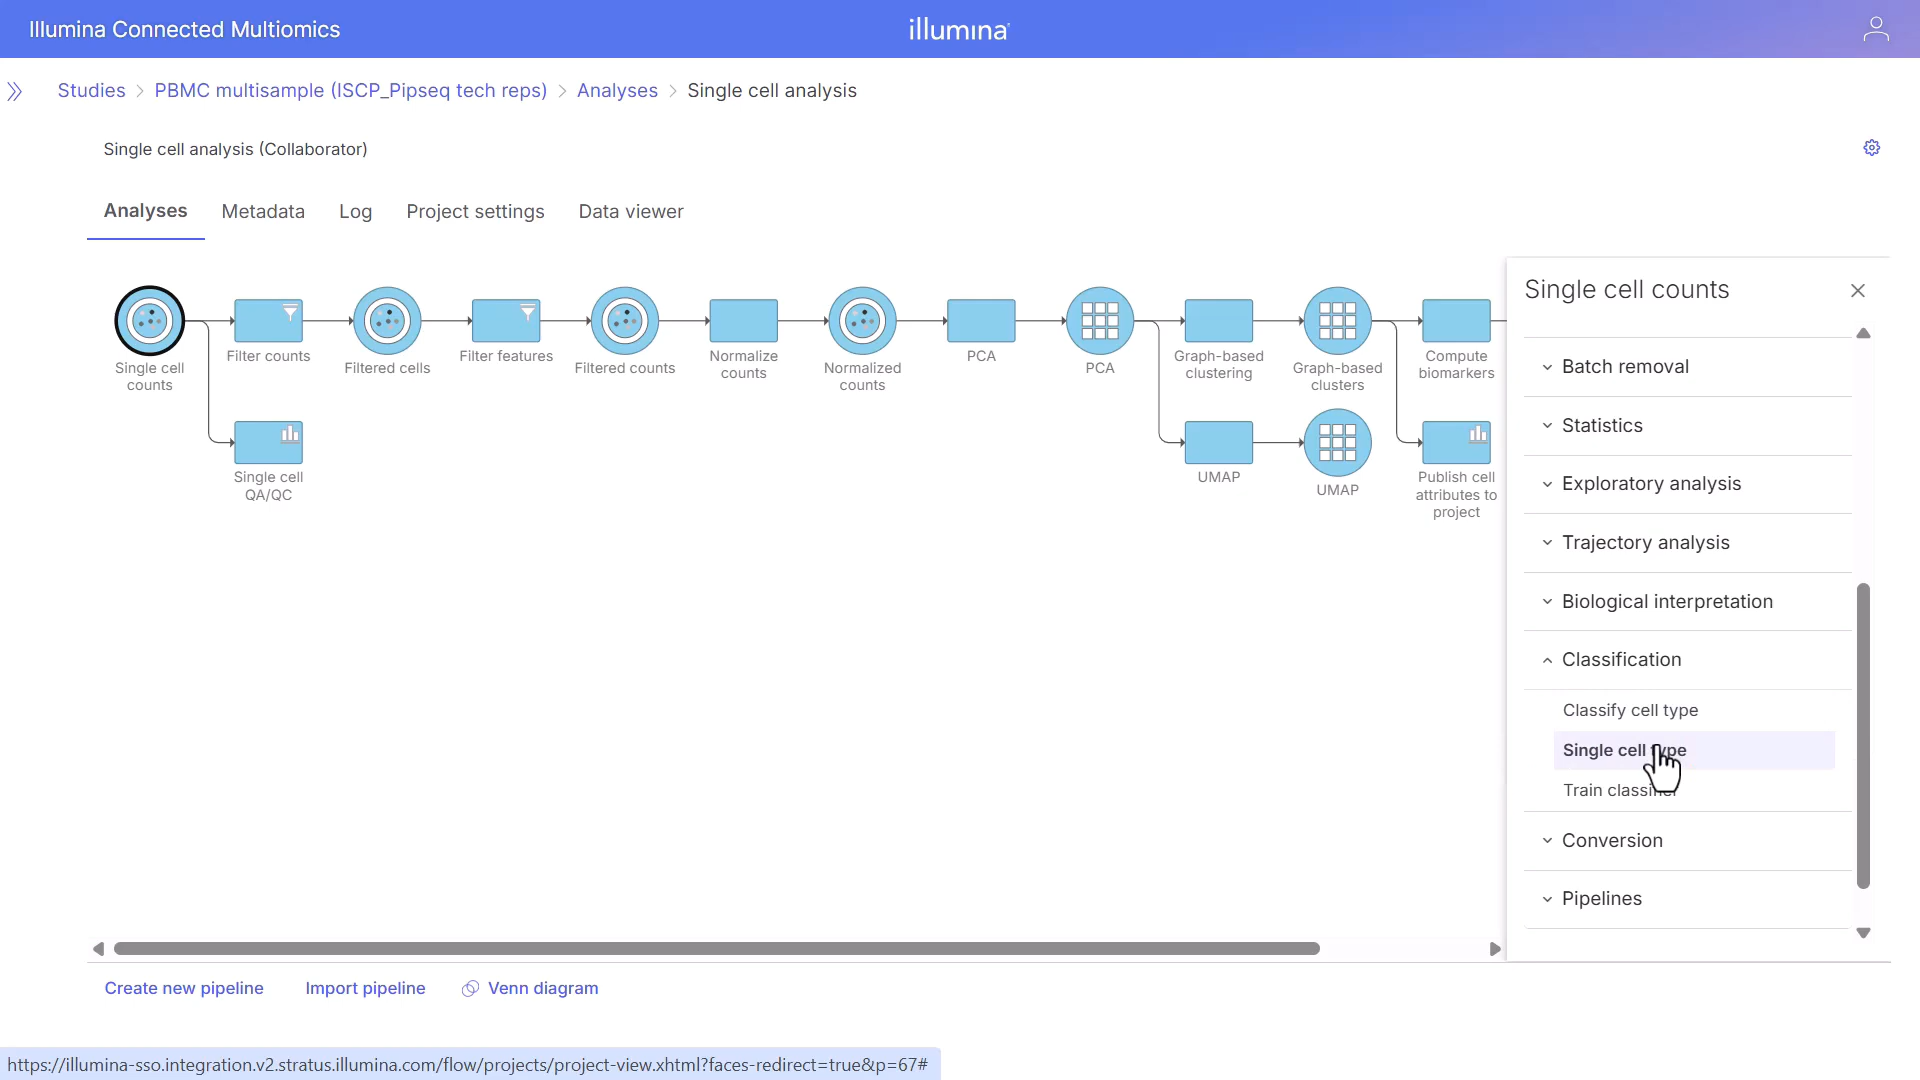 Illumina Connected Multiomics
illumina
Studies > PBMC multisample (ISCP_Pipseq tech reps) > Analyses > Single cell analysis
Single cell analysis (Collaborator)
Analyses
Metadata
Log
Project settings
Data viewer
Single cell
counts
Filter counts
Filtered cells
Filter features
Filtered counts
Normalize
counts
Normalized
counts
PCA
PCA
Graph-based
clustering
Graph-based
clusters
Compute
biomarkers
Single cell
QA/QC
UMAP
UMAP
Publish cell
attributes to
project
Single cell counts
Batch removal
Statistics
Exploratory analysis
Trajectory analysis
Biological interpretation
Classification
Classify cell type
Single cell type
Train classifier
Conversion
Pipelines
Create new pipeline
Import pipeline
Venn diagram
https://illumina-sso.integration.v2.stratus.illumina.com/flow/projects/project-view.xhtml?faces-redirect=true&p=67#